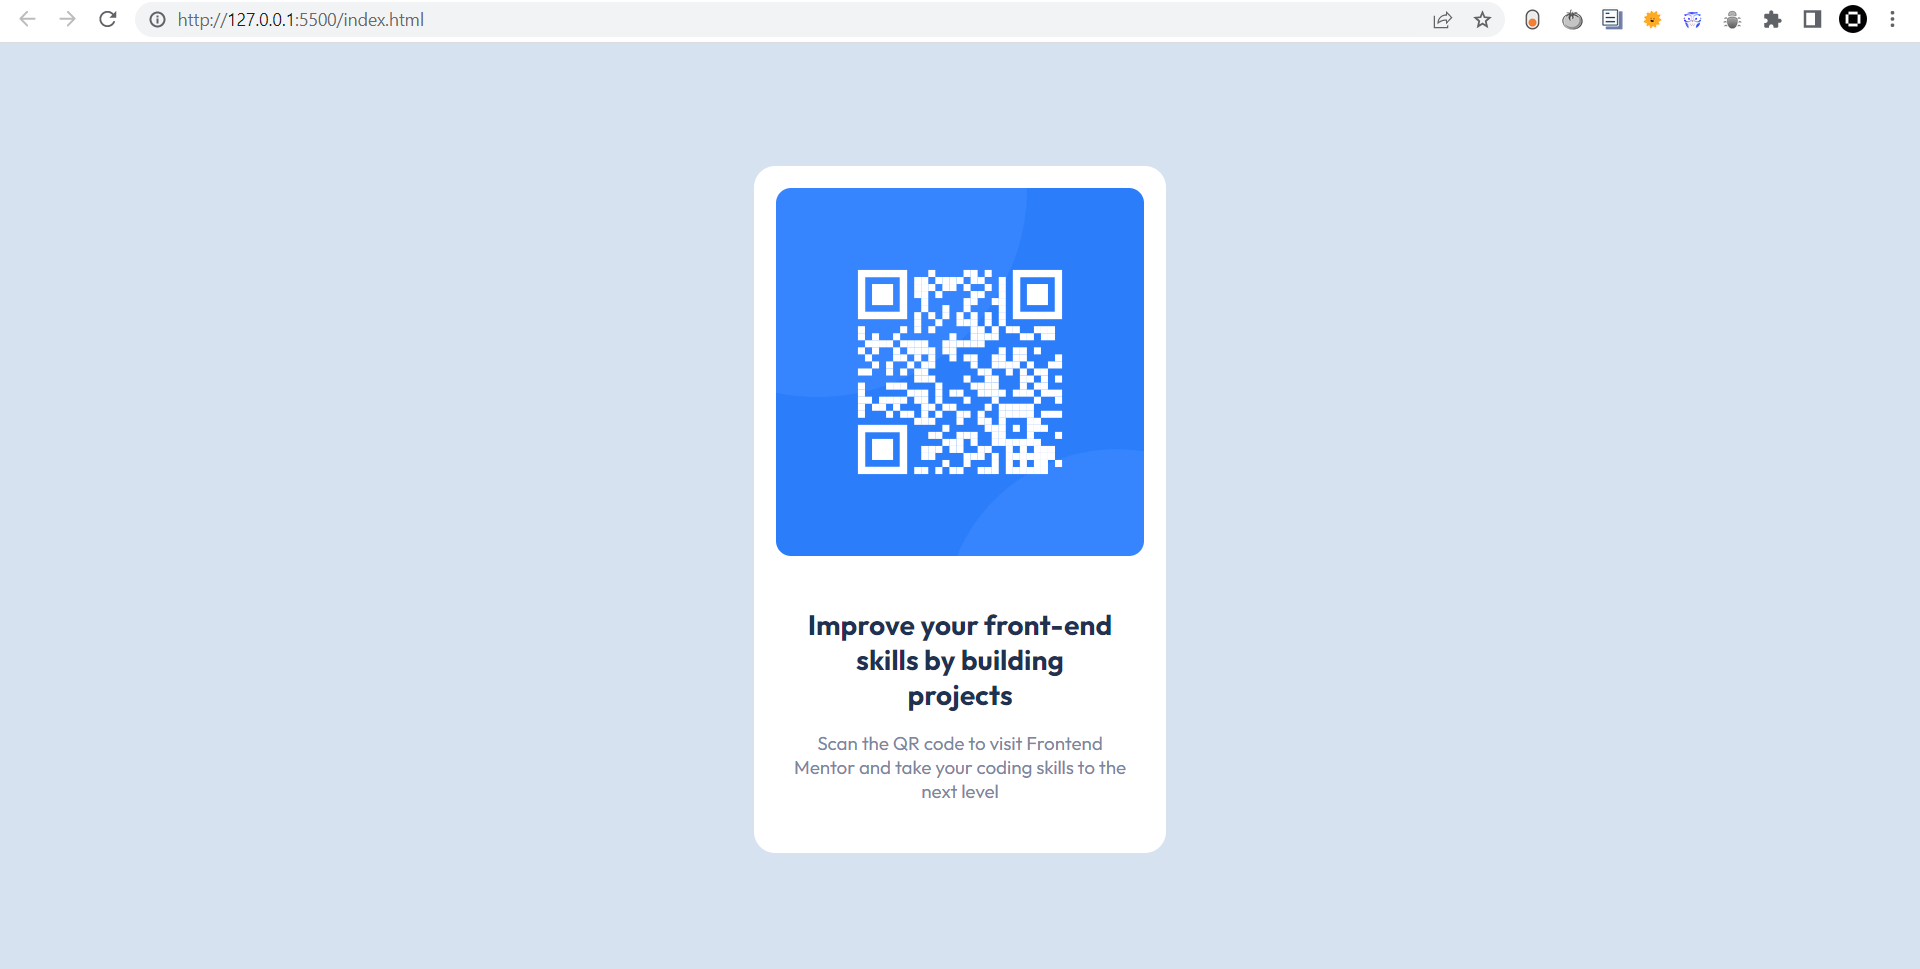 http://127.0.0.1:5500/index.html
Improve your front-end
skills by building
projects
Scan the QR code to visit Frontend
Mentor and take your coding skills to the
next level